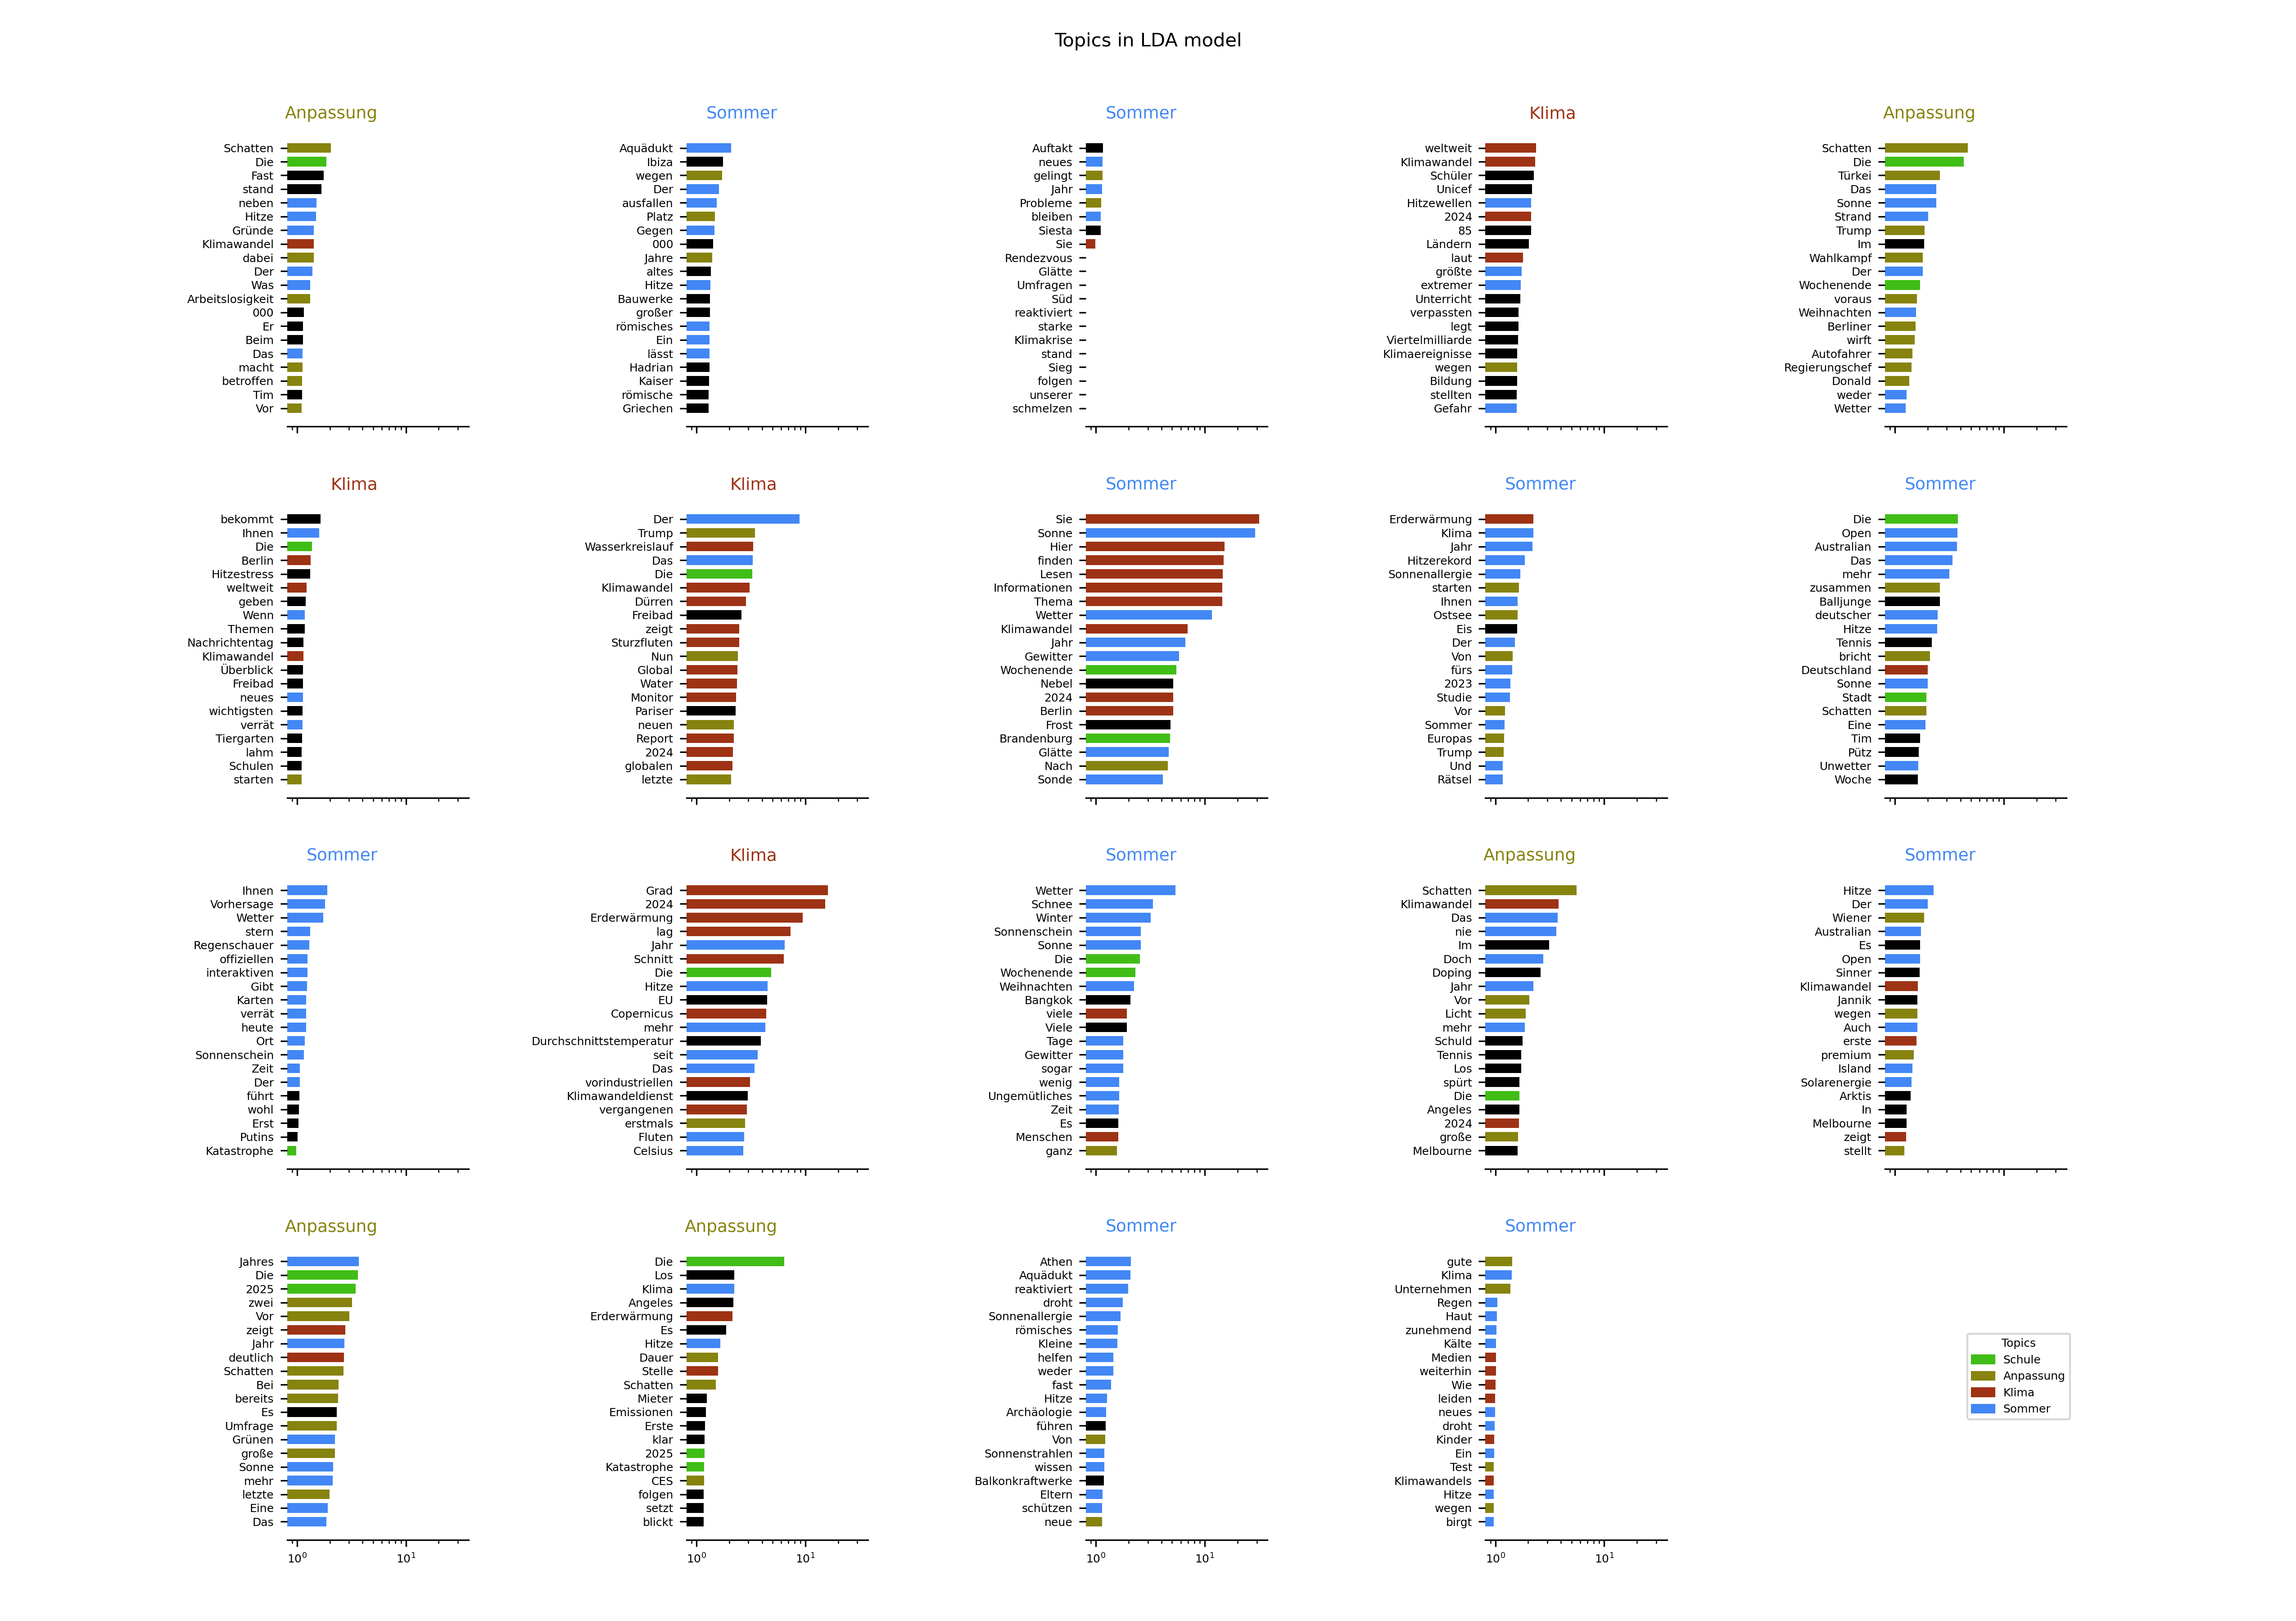 Topics in LDA model
Anpassung
Schatten
Die
Fast
stand
neben
Hitze
Gründe
Klimawandel
dabei
Der
Was
Arbeitslosigkeit
000
Er
Beim
Das
macht
betroffen
Tim
Vor
Sommer
Aquädukt
Ibiza
wegen
Der
ausfallen
Platz
Gegen
000
Jahre
altes
Hitze
Bauwerke
großer
römisches
Ein
lässt
Hadrian
Kaiser
römische
Griechen
Sommer
Auftakt
neues
gelingt
Jahr
Probleme
bleiben
Siesta
Sie
Rendezvous
Glätte
Umfragen
Süd
reaktiviert
starke
Klimakrise
stand
Sieg
folgen
unserer
schmelzen
Klima
weltweit
Klimawandel
Schüler
Unicef
Hitzewellen
2024
85
Ländern
laut
größte
extremer
Unterricht
verpassten
legt
Viertelmilliarde
Klimaereignisse
wegen
Bildung
stellten
Gefahr
Anpassung
Schatten
Die
Türkei
Das
Sonne
Strand
Trump
Im
Wahlkampf
Der
Wochenende
voraus
Weihnachten
Berliner
wirft
Autofahrer
Regierungschef
Donald
weder
Wetter
Klima
bekommt
Ihnen
Die
Berlin
Hitzestress
weltweit
geben
Wenn
Themen
Nachrichtentag
Klimawandel
Überblick
Freibad
neues
wichtigsten
verrät
Tiergarten
lahm
Schulen
starten
Klima
Der
Trump
Wasserkreislauf
Das
Die
Klimawandel
Dürren
Freibad
zeigt
Sturzfluten
Nun
Global
Water
Monitor
Pariser
neuen
Report
2024
globalen
letzte
Sommer
Sie
Sonne
Hier
finden
Lesen
Informationen
Thema
Wetter
Klimawandel
Jahr
Gewitter
Wochenende
Nebel
2024
Berlin
Frost
Brandenburg
Glätte
Nach
Sonde
Sommer
Erderwärmung
Klima
Jahr
Hitzerekord
Sonnenallergie
starten
Ihnen
Ostsee
Eis
Der
Von
fürs
2023
Studie
Vor
Sommer
Europas
Trump
Und
Rätsel
Sommer
Die
Open
Australian
Das
mehr
zusammen
Balljunge
deutscher
Hitze
Tennis
bricht
Deutschland
Sonne
Stadt
Schatten
Eine
Tim
Pütz
Unwetter
Woche
Sommer
Ihnen
Vorhersage
Wetter
stern
Regenschauer
offiziellen
interaktiven
Gibt
Karten
verrät
heute
Ort
Sonnenschein
Zeit
Der
führt
wohl
Erst
Putins
Katastrophe
Klima
Grad
2024
Erderwärmung
lag
Jahr
Schnitt
Die
Hitze
EU
Copernicus
mehr
Durchschnittstemperatur
seit
Das
vorindustriellen
Klimawandeldienst
vergangenen
erstmals
Fluten
Celsius
Sommer
Wetter
Schnee
Winter
Sonnenschein
Sonne
Die
Wochenende
Weihnachten
Bangkok
viele
Viele
Tage
Gewitter
sogar
wenig
Ungemütliches
Zeit
Es
Menschen
ganz
Anpassung
Schatten
Klimawandel
Das
nie
Im
Doch
Doping
Jahr
Vor
Licht
mehr
Schuld
Tennis
Los
spürt
Die
Angeles
2024
große
Melbourne
Sommer
Hitze
Der
Wiener
Australian
Es
Open
Sinner
Klimawandel
Jannik
wegen
Auch
erste
premium
Island
Solarenergie
Arktis
In
Melbourne
zeigt
stellt
Anpassung
Jahres
Die
2025
zwei
Vor
zeigt
Jahr
deutlich
Schatten
Bei
bereits
Es
Umfrage
Grünen
große
Sonne
mehr
letzte
Eine
Das
10⁰ 10¹
Anpassung
Die
Los
Klima
Angeles
Erderwärmung
Es
Hitze
Dauer
Stelle
Schatten
Mieter
Emissionen
Erste
klar
2025
Katastrophe
CES
folgen
setzt
blickt
10⁰ 10¹
Sommer
Athen
Aquädukt
reaktiviert
droht
Sonnenallergie
römisches
Kleine
helfen
weder
fast
Hitze
Archäologie
führen
Von
Sonnenstrahlen
wissen
Balkonkraftwerke
Eltern
schützen
neue
10⁰ 10¹
Sommer
gute
Klima
Unternehmen
Regen
Haut
zunehmend
Kälte
Medien
weiterhin
Wie
leiden
neues
droht
Kinder
Ein
Test
Klimawandels
Hitze
wegen
birgt
10⁰ 10¹
Topics
Schule
Anpassung
Klima
Sommer